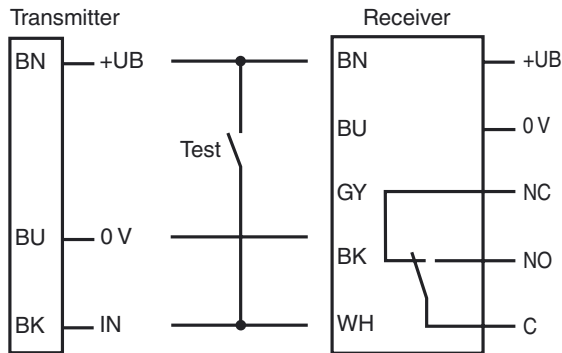 Transmitter
Receiver
BN +UB
BN +UB
BU 0 V
Test
GY NC
BU 0 V
BK NO
BK IN
WH C